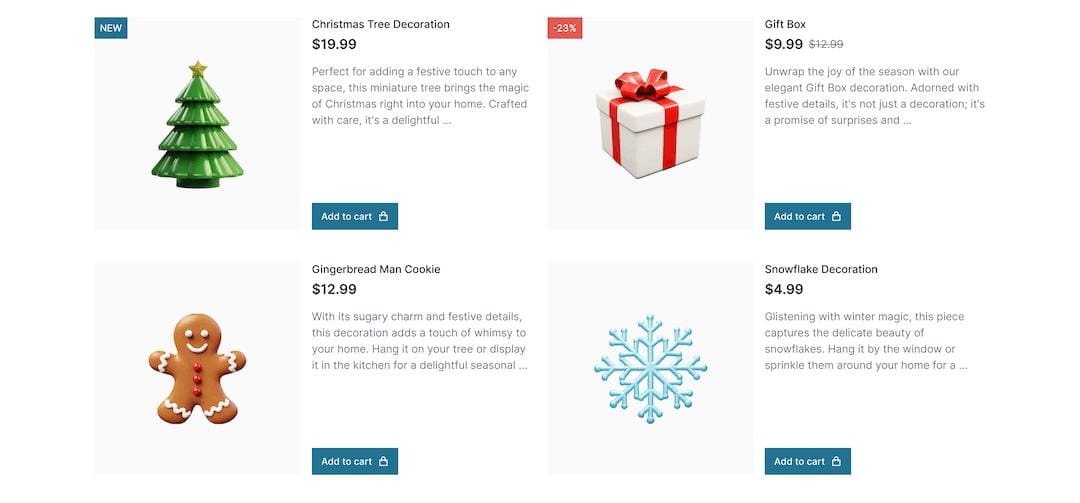 NEW
Christmas Tree Decoration
$19.99
Perfect for adding a festive touch to any
space, this miniature tree brings the magic
of Christmas right into your home. Crafted
with care, it's a delightful ...
Add to cart
-23%
Gift Box
$9.99 $12.99
Unwrap the joy of the season with our
elegant Gift Box decoration. Adorned with
festive details, it's not just a decoration; it's
a promise of surprises and ...
Add to cart
Gingerbread Man Cookie
$12.99
With its sugary charm and festive details,
this decoration adds a touch of whimsy to
your home. Hang it on your tree or display
it in the kitchen for a delightful seasonal ...
Add to cart
Snowflake Decoration
$4.99
Glistening with winter magic, this piece
captures the delicate beauty of
snowflakes. Hang it by the window or
sprinkle them around your home for a ...
Add to cart